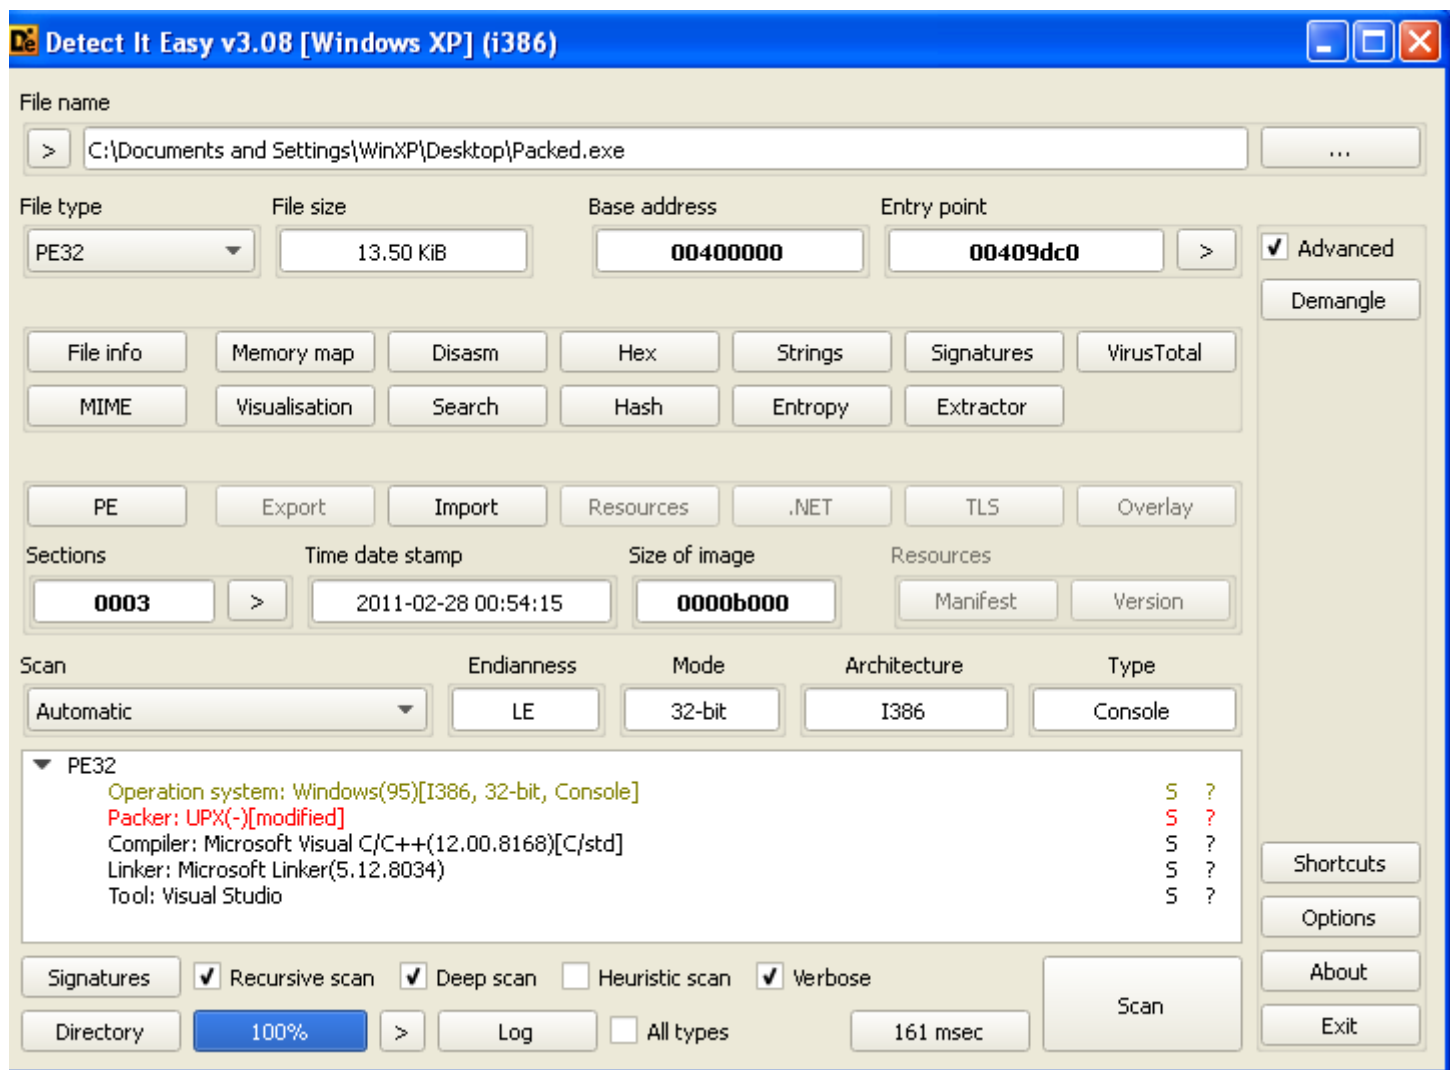 Detect It Easy v3.08 [Windows XP] (i386)
File name
> C:\Documents and Settings\WinXP\Desktop\Packed.exe ...
File type File size Base address Entry point
PE32 13.50 KiB 00400000 00409dc0 > Advanced
Demangle
File info Memory map Disasm Hex Strings Signatures VirusTotal
MIME Visualisation Search Hash Entropy Extractor
PE Export Import Resources .NET TLS Overlay
Sections Time date stamp Size of image Resources
0003 > 2011-02-28 00:54:15 0000b000 Manifest Version
Scan Endianness Mode Architecture Type
Automatic LE 32-bit I386 Console
PE32
Operation system: Windows(95)[I386, 32-bit, Console] S ?
Packer: UPX(-)[modified] S ?
Compiler: Microsoft Visual C/C++(12.00.8168)[C/std] S ?
Linker: Microsoft Linker(5.12.8034) S ?
Tool: Visual Studio S ?
Shortcuts
Options
Signatures Recursive scan Deep scan Heuristic scan Verbose Scan About
Directory 100% > Log All types 161 msec Exit